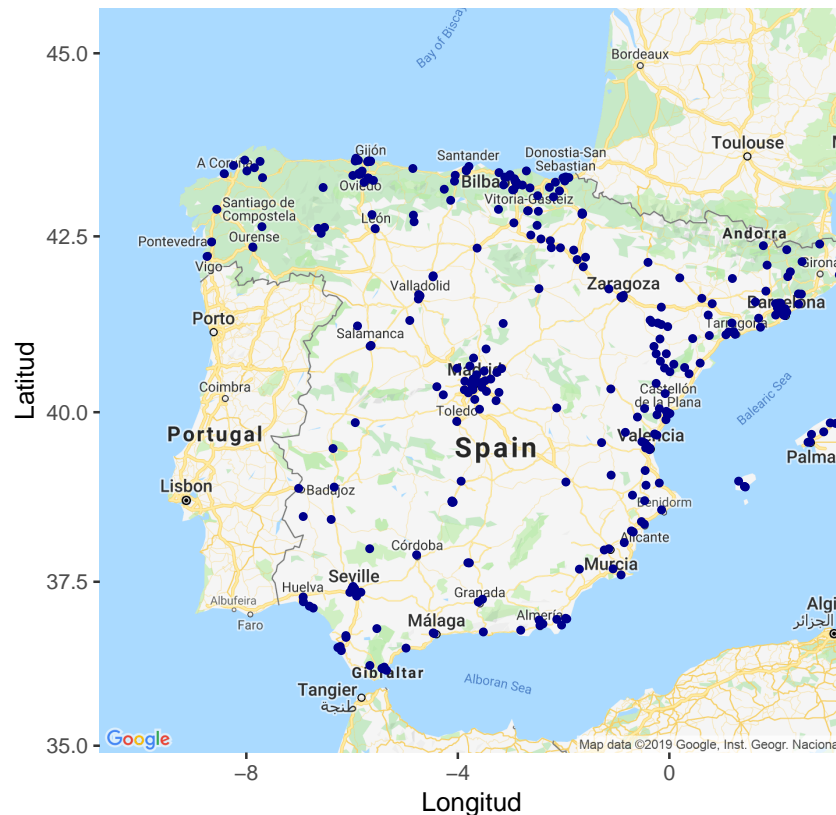 45.0
42.5
40.0
37.5
35.0
Latitud
−8
−4
0
Longitud
Bay of Biscay
Bordeaux
Toulouse
A Coruña
Gijón
Oviedo
Santander
Bilbao
Donostia-San
Sebastian
Vitoria-Gasteiz
Santiago de
Compostela
León
Pontevedra
Ourense
Vigo
Andorra
Girona
Valladolid
Zaragoza
Barcelona
Tarragona
Porto
Salamanca
Madrid
Coimbra
Toledo
Castellón
de la Plana
Balearic Sea
Portugal
Spain
Valencia
Palma
Lisbon
Badajoz
Benidorm
Alicante
Córdoba
Murcia
Huelva
Seville
Granada
Albufeira
Faro
Málaga
Almería
Algi
الجزائر
Gibraltar
Alboran Sea
Tangier
طنجة
Google
Map data ©2019 Google, Inst. Geogr. Naciona